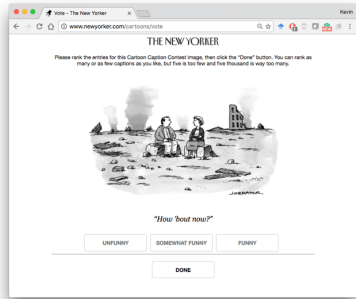 Vote - The New Yorker
Kevin
www.newyorker.com/cartoons/vote
THE NEW YORKER
Please rank the entries for this Cartoon Caption Contest image, then click the "Done" button. You can rank as
many or as few captions as you like, but five is too few and five thousand is way too many.
"How 'bout now?"
UNFUNNY
SOMEWHAT FUNNY
FUNNY
DONE